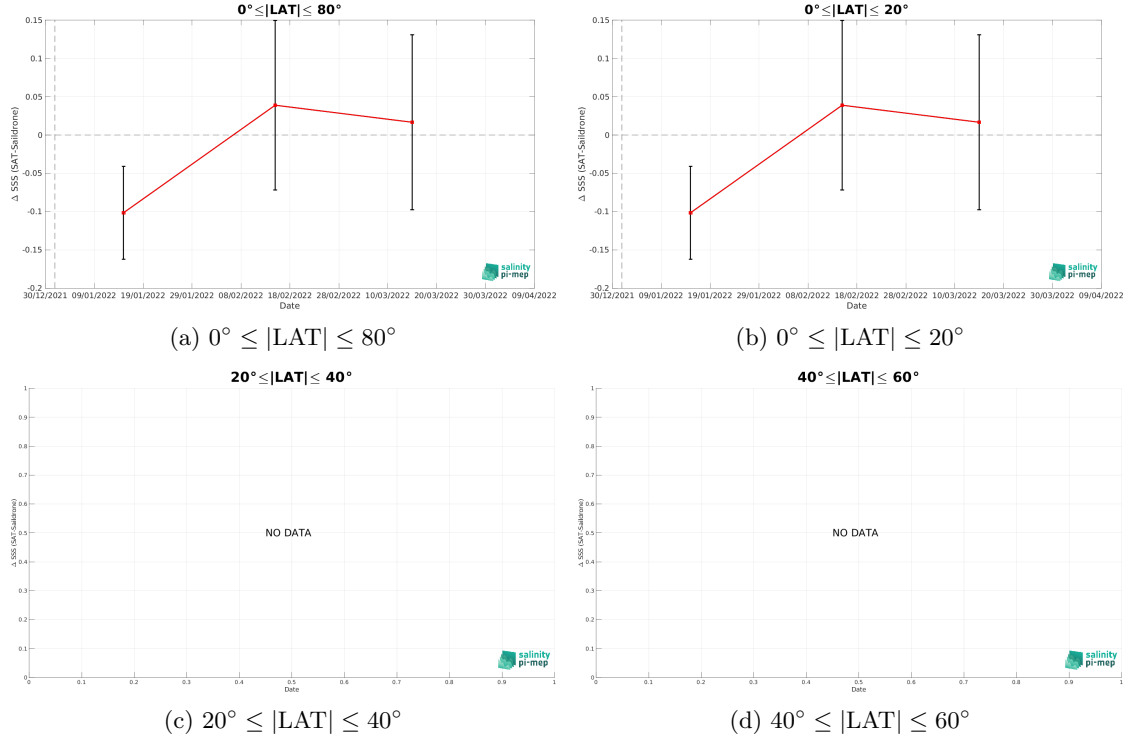 0°≤|LAT|≤ 80°
0.15
0.1
0.05
0
-0.05
-0.1
-0.15
-0.2
Δ SSS (SAT-Saildrone)
30/12/2021 09/01/2022 19/01/2022 29/01/2022 08/02/2022 18/02/2022 28/02/2022 10/03/2022 20/03/2022 30/03/2022 09/04/2022
Date
salinity
pi-mep
(a) 0° ≤ |LAT| ≤ 80°
0°≤|LAT|≤ 20°
0.15
0.1
0.05
0
-0.05
-0.1
-0.15
-0.2
Δ SSS (SAT-Saildrone)
30/12/2021 09/01/2022 19/01/2022 29/01/2022 08/02/2022 18/02/2022 28/02/2022 10/03/2022 20/03/2022 30/03/2022 09/04/2022
Date
salinity
pi-mep
(b) 0° ≤ |LAT| ≤ 20°
20°≤|LAT|≤ 40°
1
0.9
0.8
0.7
0.6
0.5
0.4
0.3
0.2
0.1
0
Δ SSS (SAT-Saildrone)
NO DATA
0 0.1 0.2 0.3 0.4 0.5 0.6 0.7 0.8 0.9 1
Date
salinity
pi-mep
(c) 20° ≤ |LAT| ≤ 40°
40°≤|LAT|≤ 60°
1
0.9
0.8
0.7
0.6
0.5
0.4
0.3
0.2
0.1
0
Δ SSS (SAT-Saildrone)
NO DATA
0 0.1 0.2 0.3 0.4 0.5 0.6 0.7 0.8 0.9 1
Date
salinity
pi-mep
(d) 40° ≤ |LAT| ≤ 60°